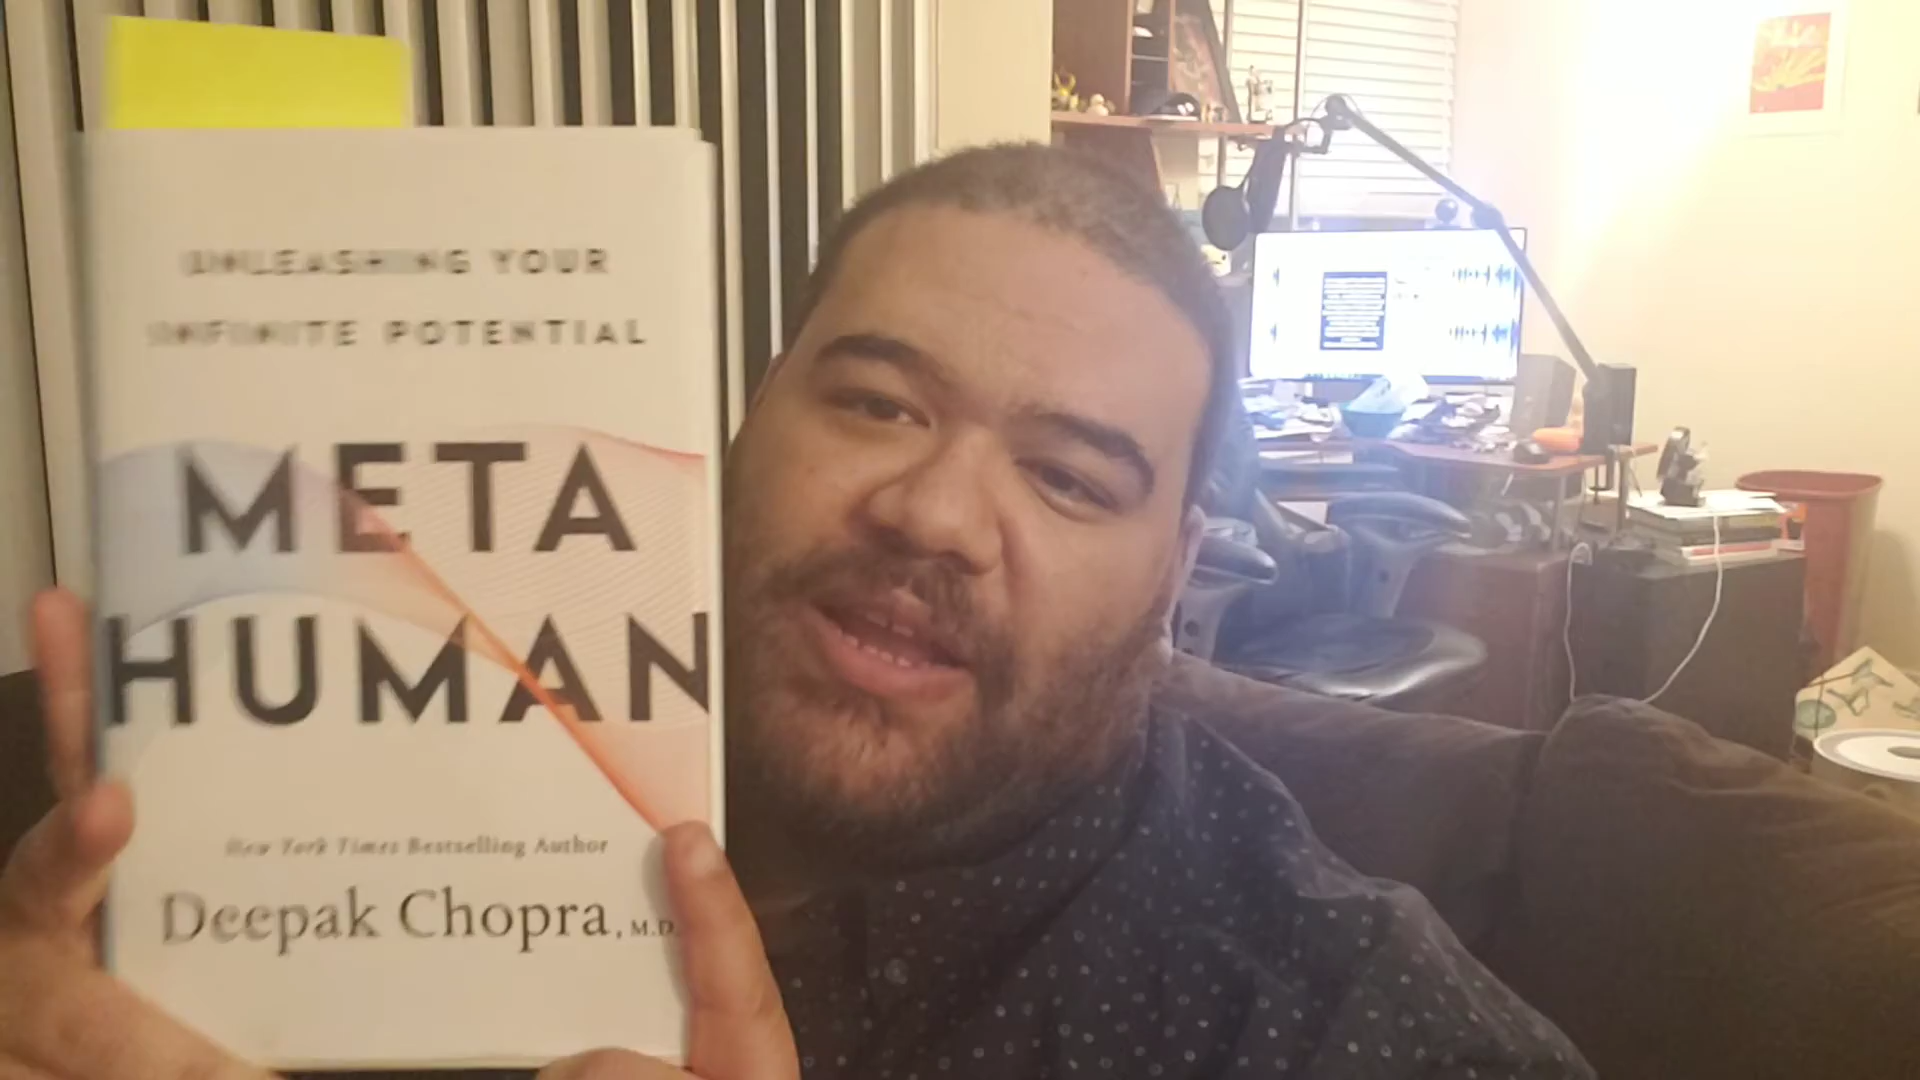 UNLEASHING YOUR
INFINITE POTENTIAL
META
HUMAN
New York Times Bestselling Author
Deepak Chopra, M.D.